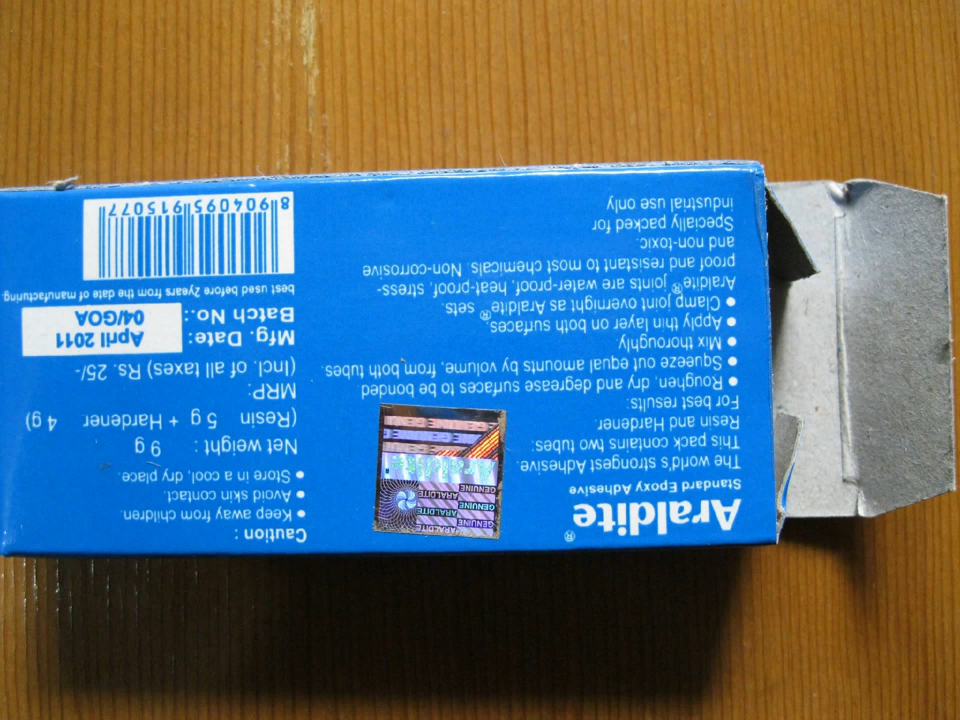 Araldite®
Standard Epoxy Adhesive
The world's strongest Adhesive.
This pack contains two tubes:
Resin and Hardener.
For best results:
• Roughen, dry and degrease surfaces to be bonded
• Squeeze out equal amounts by volume, from both tubes.
• Mix thoroughly.
• Apply thin layer on both surfaces.
• Clamp joint overnight as Araldite® sets.
Araldite® joints are water-proof, heat-proof, stress-
proof and resistant to most chemicals. Non-corrosive
and non-toxic.
Specially packed for
industrial use only
GENUINE ARALDITE
GENUINE ARALDITE
GENUINE ARALDITE
Araldite
Caution :
• Keep away from children.
• Avoid skin contact.
• Store in a cool, dry place.
Net weight : 9 g
(Resin 5 g + Hardener 4 g)
MRP:
(Incl. of all taxes) Rs. 25/-
Mfg. Date: April 2011
Batch No.: 04/GOA
best used before 2years from the date of manufacturing.
8 904095 915077